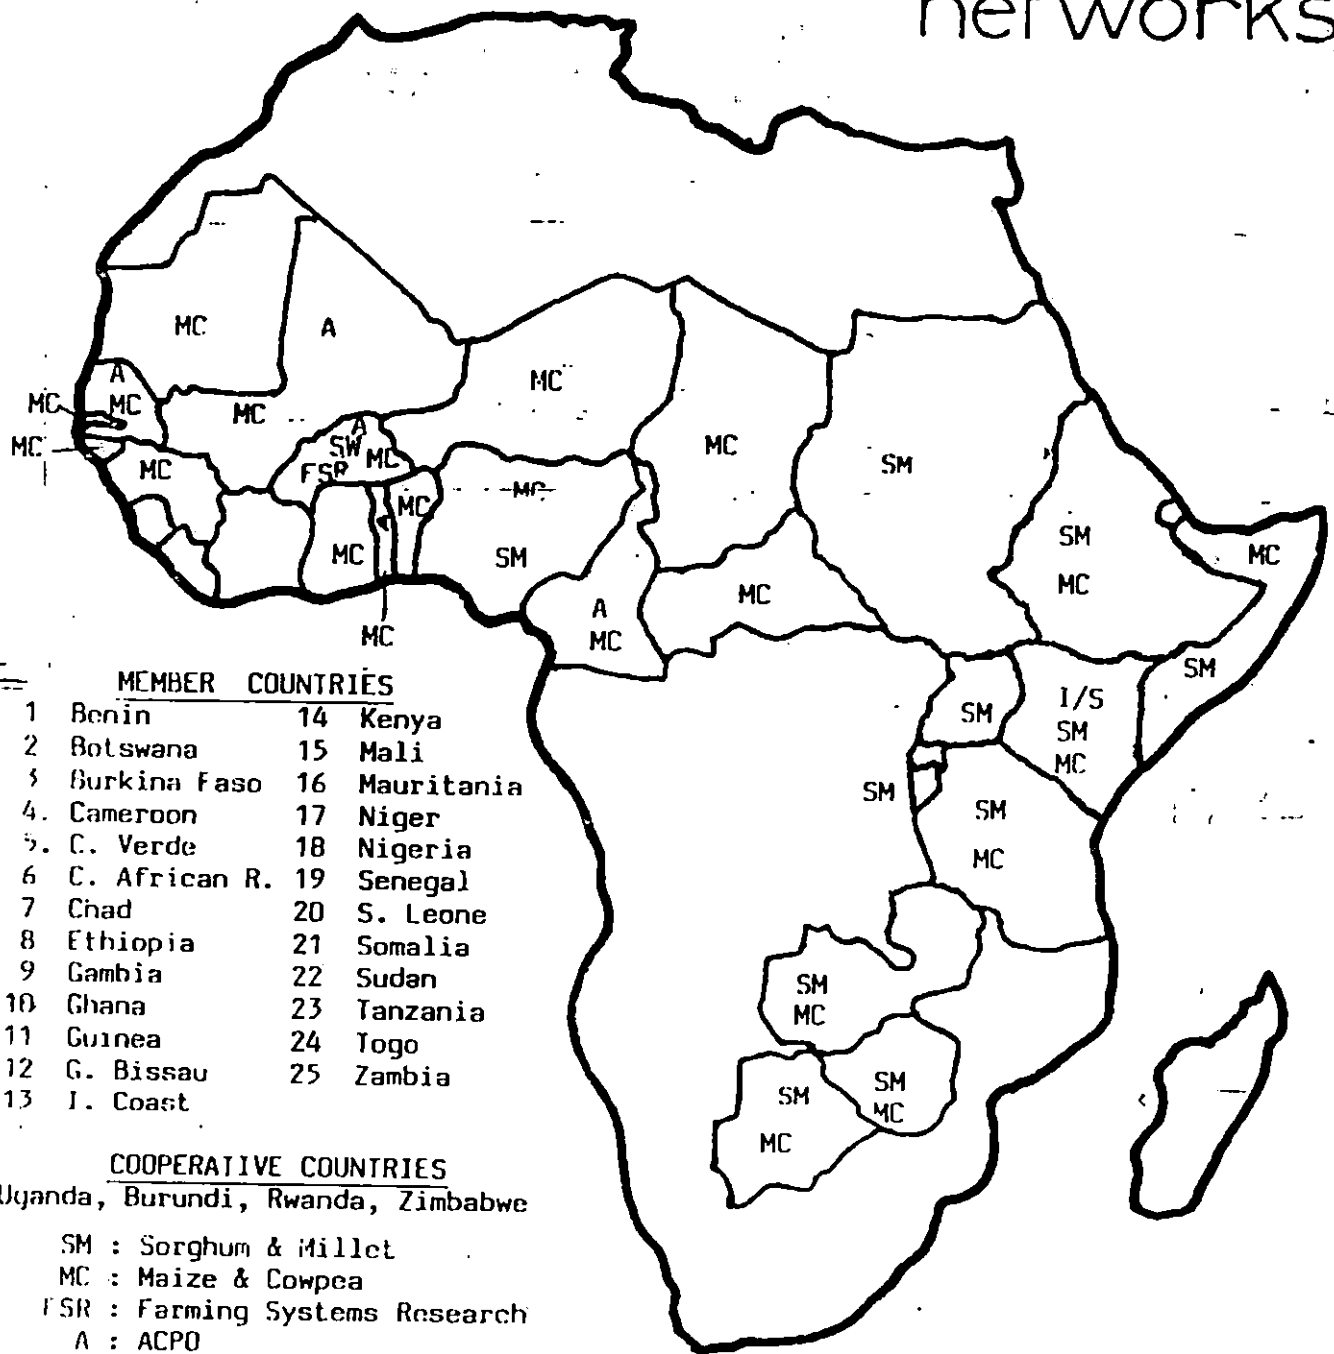 networks
MC
A
A
MC
MC
MC
MC
MC
A
SW
MC
FSR
MC
MC
MC
MC
SM
MC
MC
SM
SM
MC
MC
MC
A
MC
MC
SM
SM
I/S
SM
MC
SM
SM
MC
SM
MC
SM
MC
SM
MC
MEMBER COUNTRIES
1 Benin 14 Kenya
2 Botswana 15 Mali
3 Burkina Faso 16 Mauritania
4. Cameroon 17 Niger
5. C. Verde 18 Nigeria
6 C. African R. 19 Senegal
7 Chad 20 S. Leone
8 Ethiopia 21 Somalia
9 Gambia 22 Sudan
10 Ghana 23 Tanzania
11 Guinea 24 Togo
12 G. Bissau 25 Zambia
13 I. Coast
COOPERATIVE COUNTRIES
Uganda, Burundi, Rwanda, Zimbabwe
SM : Sorghum & Millet
MC : Maize & Cowpea
FSR : Farming Systems Research
A : ACPO